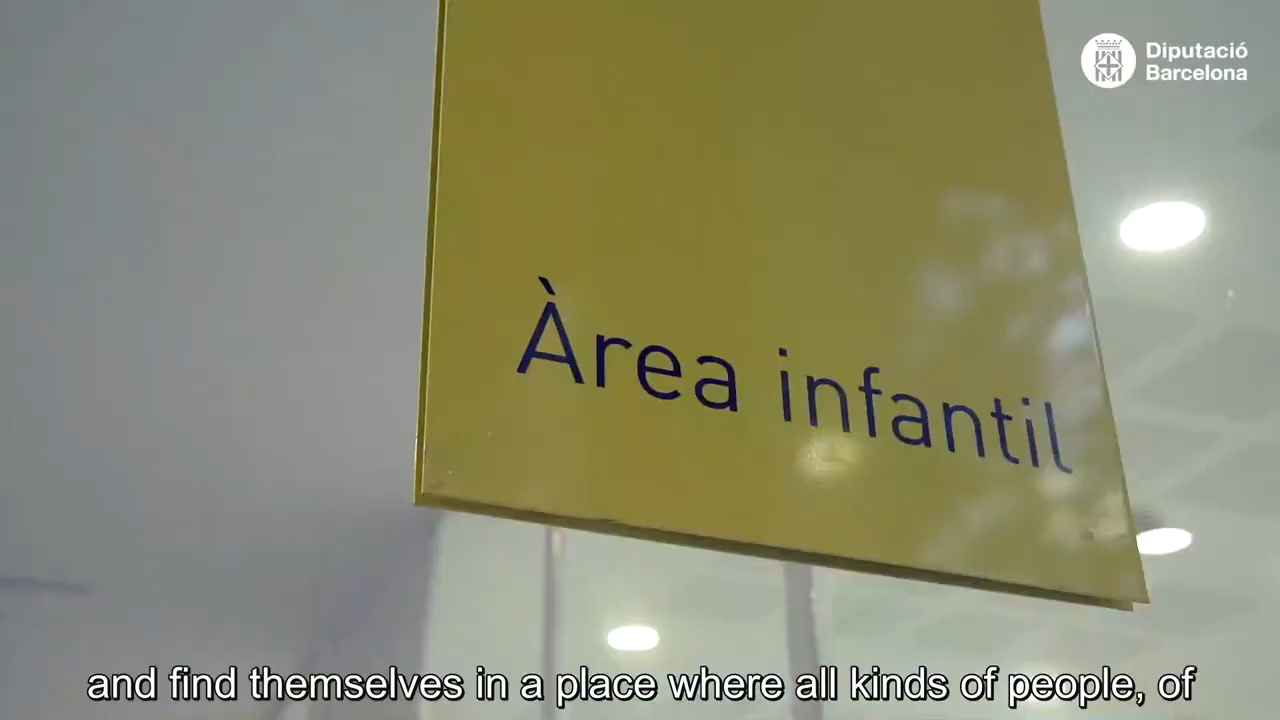 Diputació
Barcelona
Àrea infantil
and find themselves in a place where all kinds of people, of